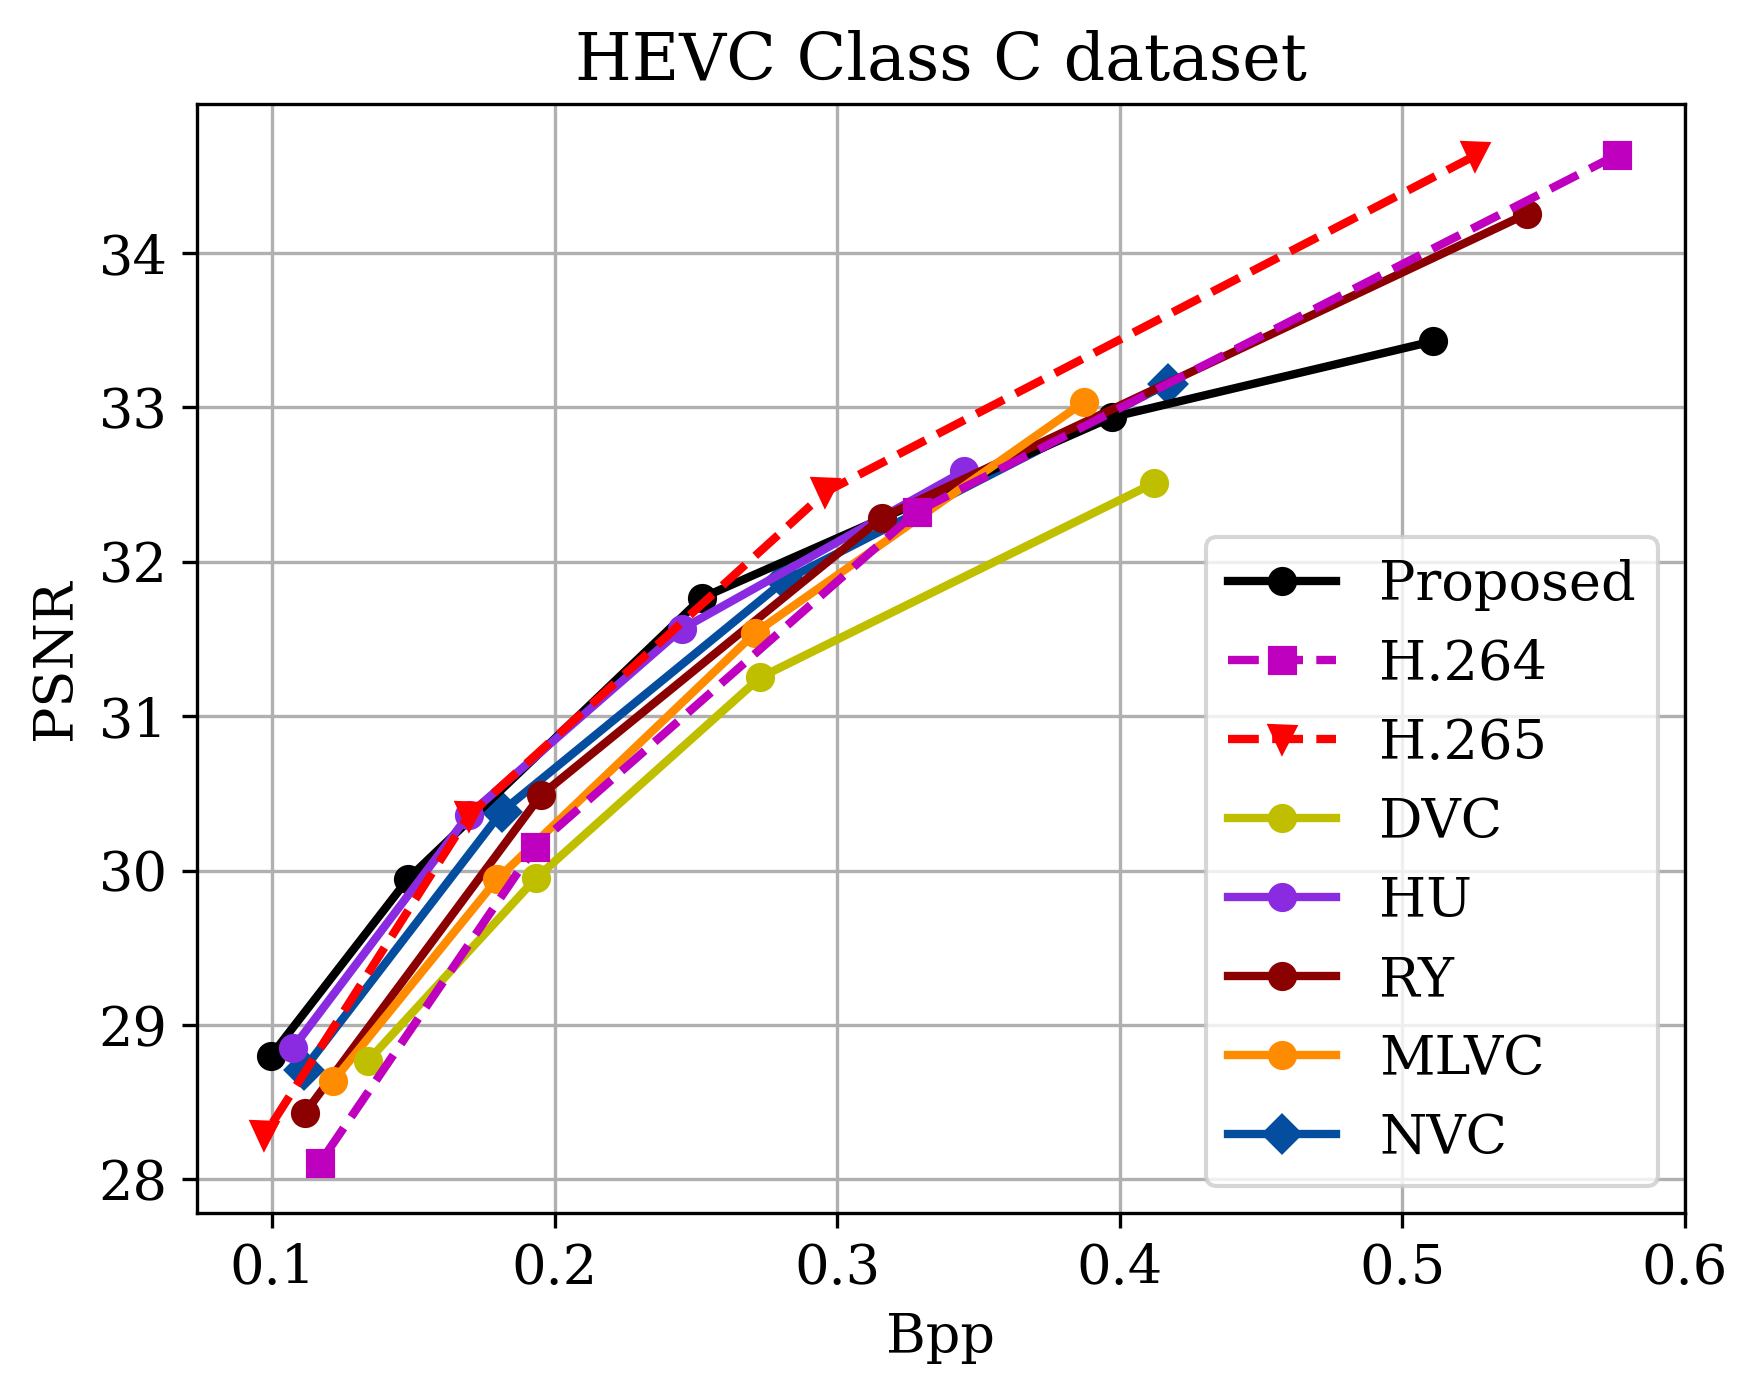 HEVC Class C dataset
PSNR
34
33
32
31
30
29
28
0.1 0.2 0.3 0.4 0.5 0.6
Bpp
Proposed
H.264
H.265
DVC
HU
RY
MLVC
NVC